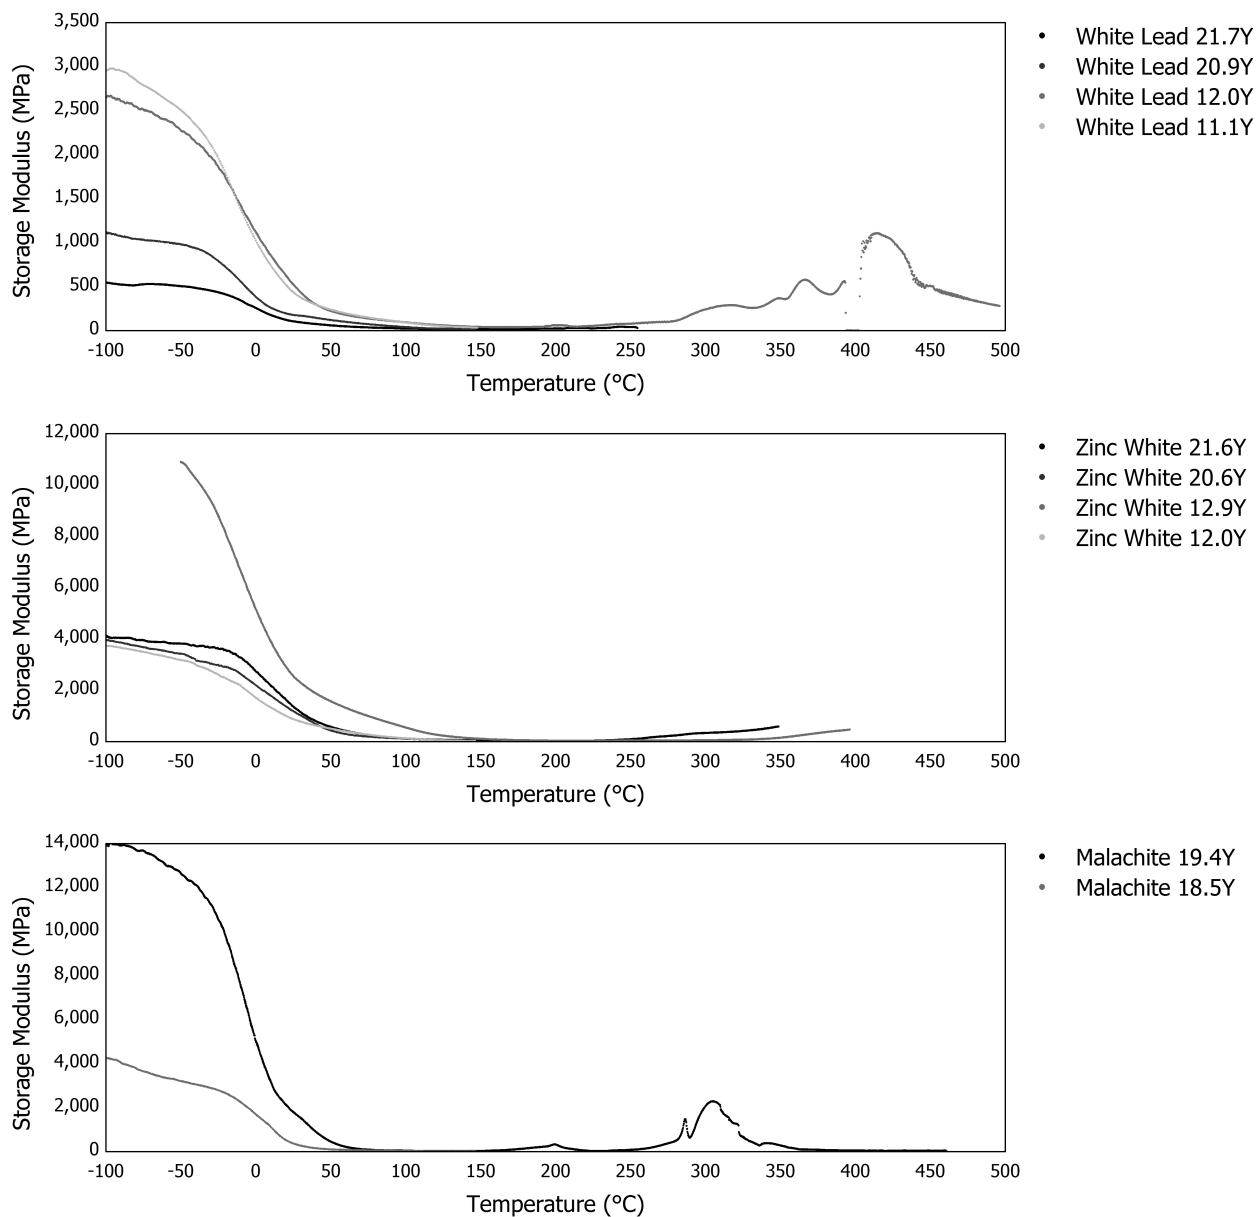 Storage Modulus (MPa)
3,500
3,000
2,500
2,000
1,500
1,000
500
0
-100 -50 0 50 100 150 200 250 300 350 400 450 500
Temperature (°C)
White Lead 21.7Y
White Lead 20.9Y
White Lead 12.0Y
White Lead 11.1Y
Storage Modulus (MPa)
12,000
10,000
8,000
6,000
4,000
2,000
0
-100 -50 0 50 100 150 200 250 300 350 400 450 500
Temperature (°C)
Zinc White 21.6Y
Zinc White 20.6Y
Zinc White 12.9Y
Zinc White 12.0Y
Storage Modulus (MPa)
14,000
12,000
10,000
8,000
6,000
4,000
2,000
0
-100 -50 0 50 100 150 200 250 300 350 400 450 500
Temperature (°C)
Malachite 19.4Y
Malachite 18.5Y